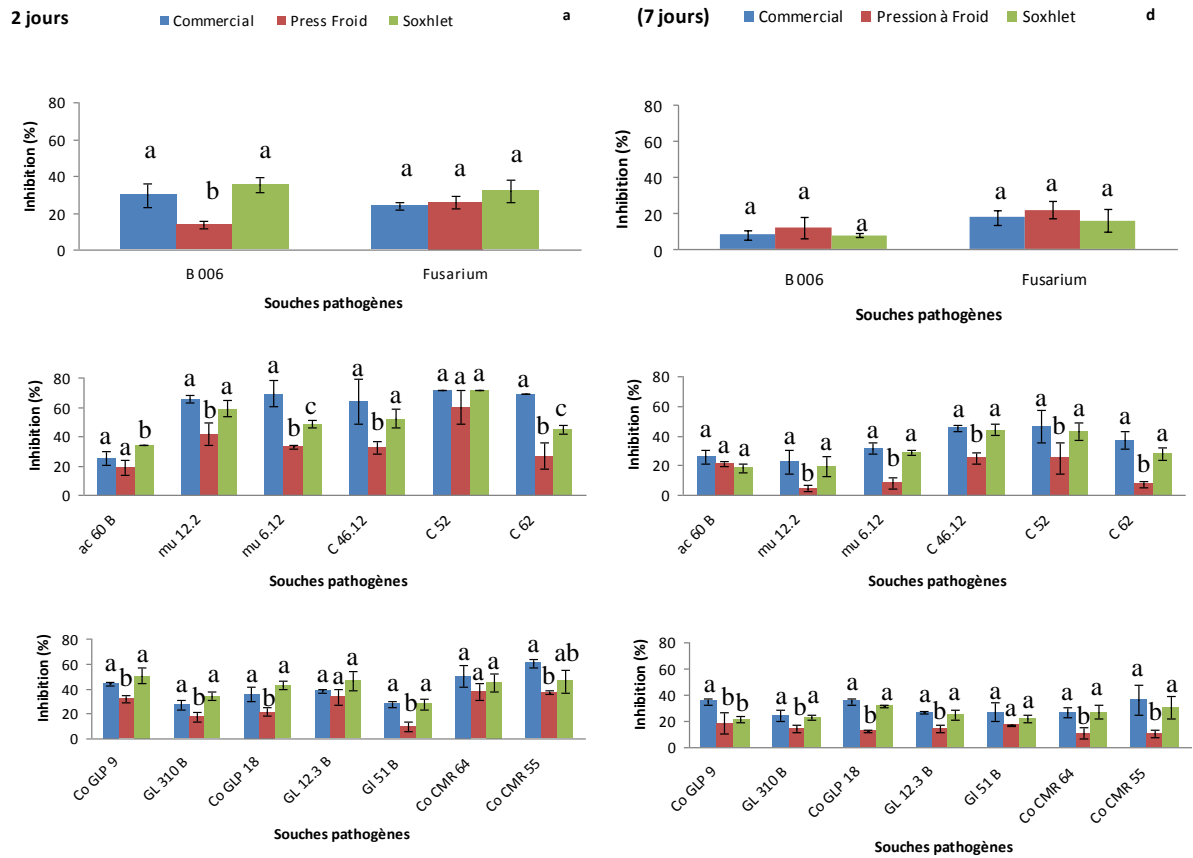 2 jours
Commercial Press Froid Soxhlet
a
Inhibition (%)
80
60
40
20
0
a b a a a a
B 006 Fusarium
Souches pathogènes
Inhibition (%)
80
60
40
20
0
a a b a b a a b c a b a a a a a b c
ac 60 B mu 12.2 mu 6.12 C 46.12 C 52 C 62
Souches pathogènes
Inhibition (%)
80
60
40
20
0
a b a a b a a b a a a a a b a a a a a b ab
Co GLP 9 GL 310 B Co GLP 18 GL 12.3 B Gl 51 B Co CMR 64 Co CMR 55
Souches pathogènes
(7 jours)
Commercial Pression à Froid Soxhlet
d
Inhibition (%)
80
60
40
20
0
a a a a a a
B 006 Fusarium
Souches pathogènes
Inhibition (%)
80
60
40
20
0
a a a a b a a b a a b a a b a a b a
ac 60 B mu 12.2 mu 6.12 C 46.12 C 52 C 62
Souches pathogènes
Inhibition (%)
80
60
40
20
0
a b b a b a a b a a b a a a a a b a a b a
Co GLP 9 GL 310 B Co GLP 18 GL 12.3 B Gl 51 B Co CMR 64 Co CMR 55
Souches pathogènes